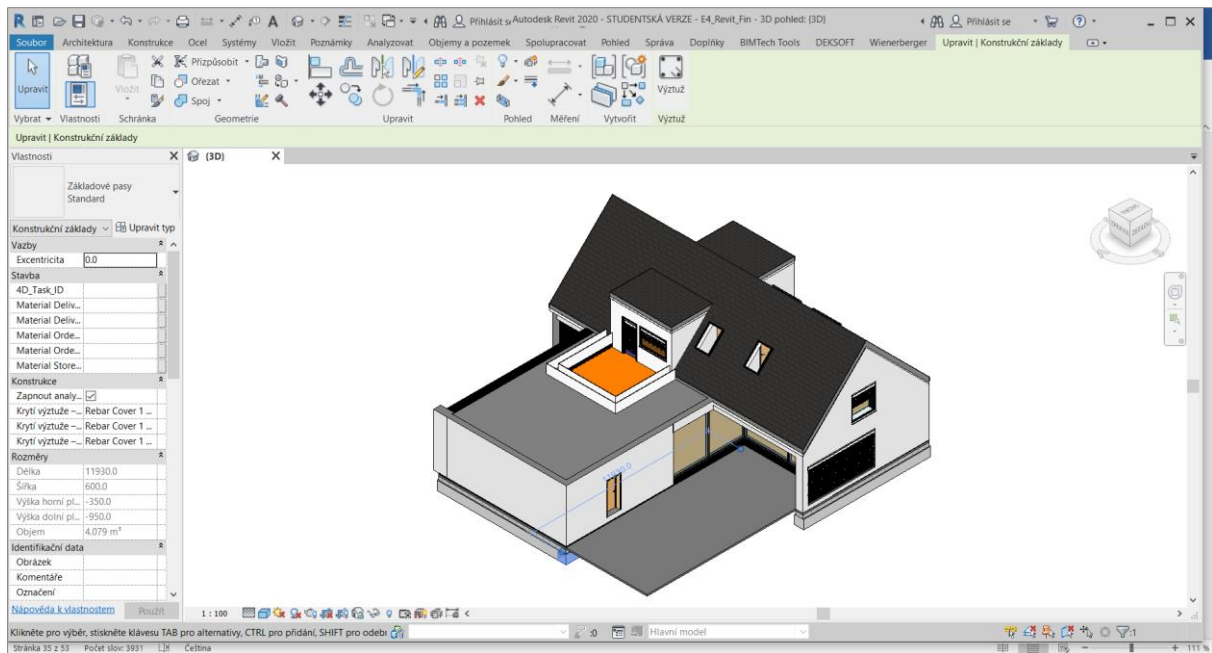 Přihlásit se Autodesk Revit 2020 - STUDENTSKÁ VERZE - E4_Revit_Fin - 3D pohled: {3D} Přihlásit se
Soubor Architektura Konstrukce Ocel Systémy Vložit Poznámky Analyzovat Objemy a pozemek Spolupracovat Pohled Správa Doplňky BIMTech Tools DEKSOFT Wienerberger Upravit | Konstrukční základy
Přizpůsobit
Upravit Vložit Ořezat Výztuž
Spoj
Vybrat Vlastnosti Schránka Geometrie Upravit Pohled Měření Vytvořit Výztuž
Upravit | Konstrukční základy
Vlastnosti {3D}
Základové pasy
Standard
Konstrukční základy Upravit typ
Vazby
Excentricita 0.0
Stavba
4D_Task_ID
Material Deliv...
Material Deliv...
Material Orde...
Material Orde...
Material Store...
Konstrukce
Zapnout analy...
Krytí výztuže –... Rebar Cover 1 ...
Krytí výztuže –... Rebar Cover 1 ...
Krytí výztuže –... Rebar Cover 1 ...
Rozměry
Délka 11930.0
Šířka 600.0
Výška horní pl... -350.0
Výška dolní pl... -950.0
Objem 4.079 m³
Identifikační data
Obrázek
Komentáře
Označení
Nápověda k vlastnostem Použít
11930.0
1 : 100
Klikněte pro výběr, stiskněte klávesu TAB pro alternativy, CTRL pro přidání, SHIFT pro odebr :0 Hlavní model :1
Stránka 35 z 53 Počet slov: 3931 Čeština 111 %